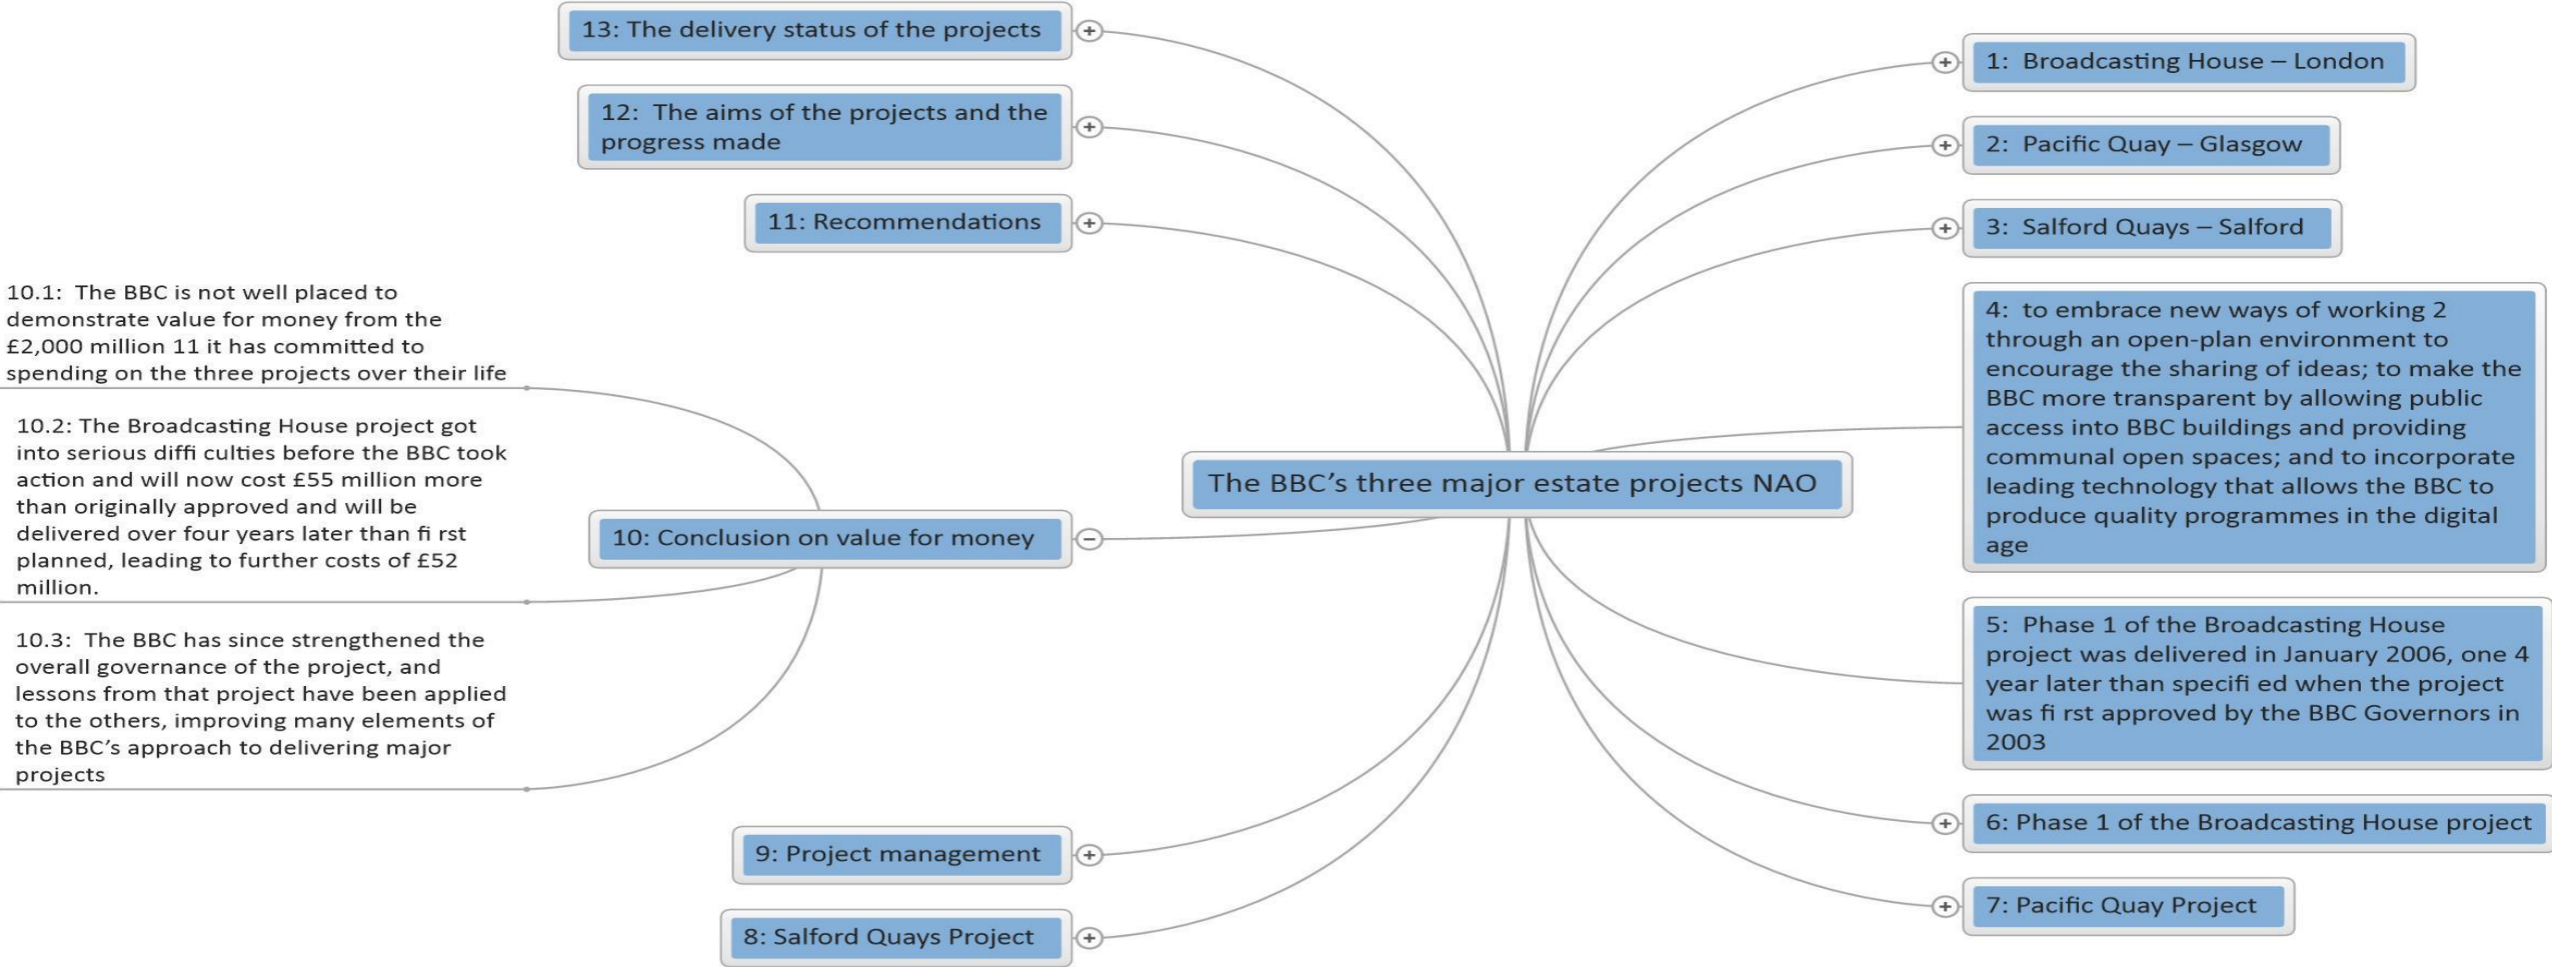 The BBC’s three major estate projects NAO
1: Broadcasting House – London
2: Pacific Quay – Glasgow
3: Salford Quays – Salford
4: to embrace new ways of working 2
through an open-plan environment to
encourage the sharing of ideas; to make the
BBC more transparent by allowing public
access into BBC buildings and providing
communal open spaces; and to incorporate
leading technology that allows the BBC to
produce quality programmes in the digital
age
5: Phase 1 of the Broadcasting House
project was delivered in January 2006, one 4
year later than specifi ed when the project
was fi rst approved by the BBC Governors in
2003
6: Phase 1 of the Broadcasting House project
7: Pacific Quay Project
8: Salford Quays Project
9: Project management
10: Conclusion on value for money
10.1: The BBC is not well placed to
demonstrate value for money from the
£2,000 million 11 it has committed to
spending on the three projects over their life
10.2: The Broadcasting House project got
into serious diffi culties before the BBC took
action and will now cost £55 million more
than originally approved and will be
delivered over four years later than fi rst
planned, leading to further costs of £52
million.
10.3: The BBC has since strengthened the
overall governance of the project, and
lessons from that project have been applied
to the others, improving many elements of
the BBC’s approach to delivering major
projects
11: Recommendations
12: The aims of the projects and the
progress made
13: The delivery status of the projects